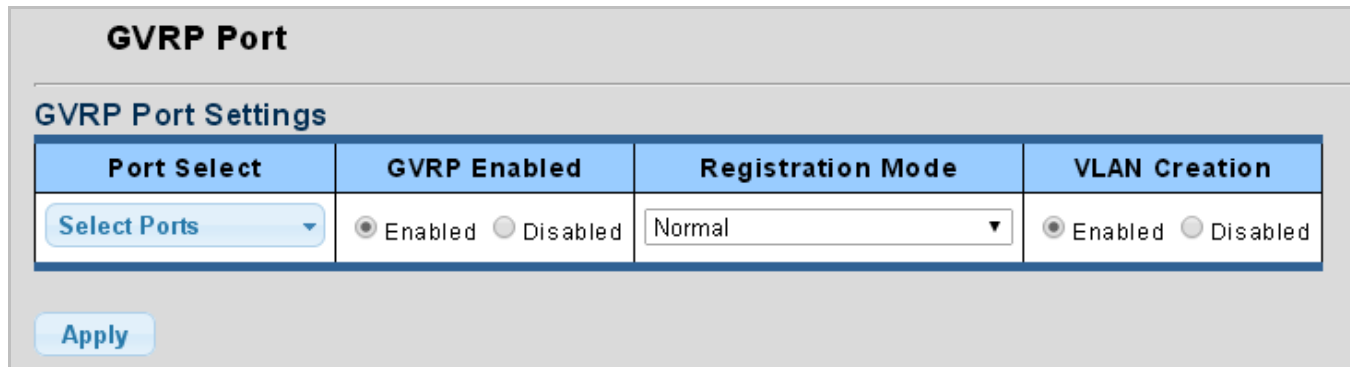 GVRP Port
GVRP Port Settings
Port Select GVRP Enabled Registration Mode VLAN Creation
Select Ports Enabled Disabled Normal Enabled Disabled
Apply